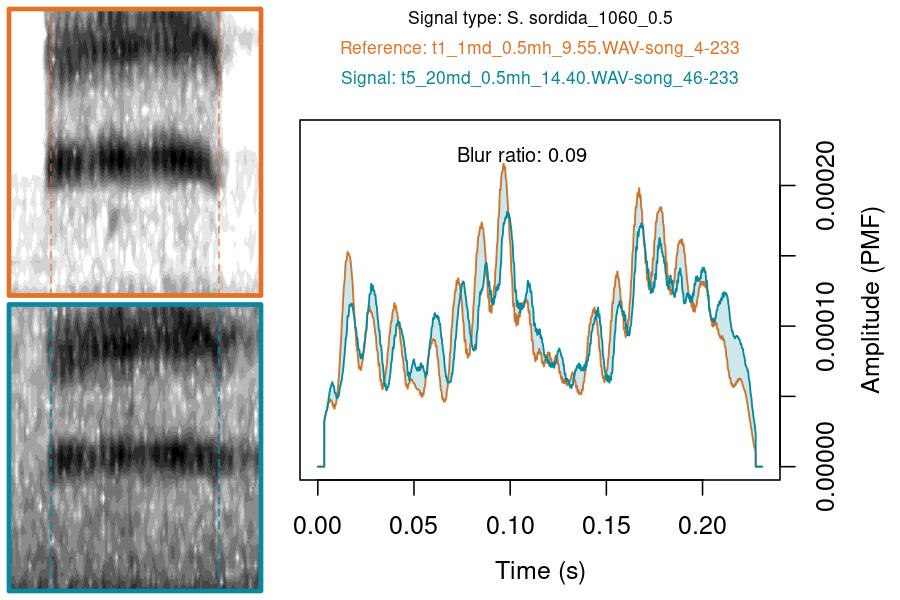 Signal type: S. sordida_1060_0.5
Reference: t1_1md_0.5mh_9.55.WAV-song_4-233
Signal: t5_20md_0.5mh_14.40.WAV-song_46-233
Blur ratio: 0.09
0.00020
0.00010
0.00000
Amplitude (PMF)
0.00 0.05 0.10 0.15 0.20
Time (s)